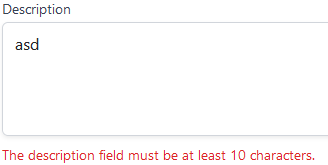 Description
asd
The description field must be at least 10 characters.